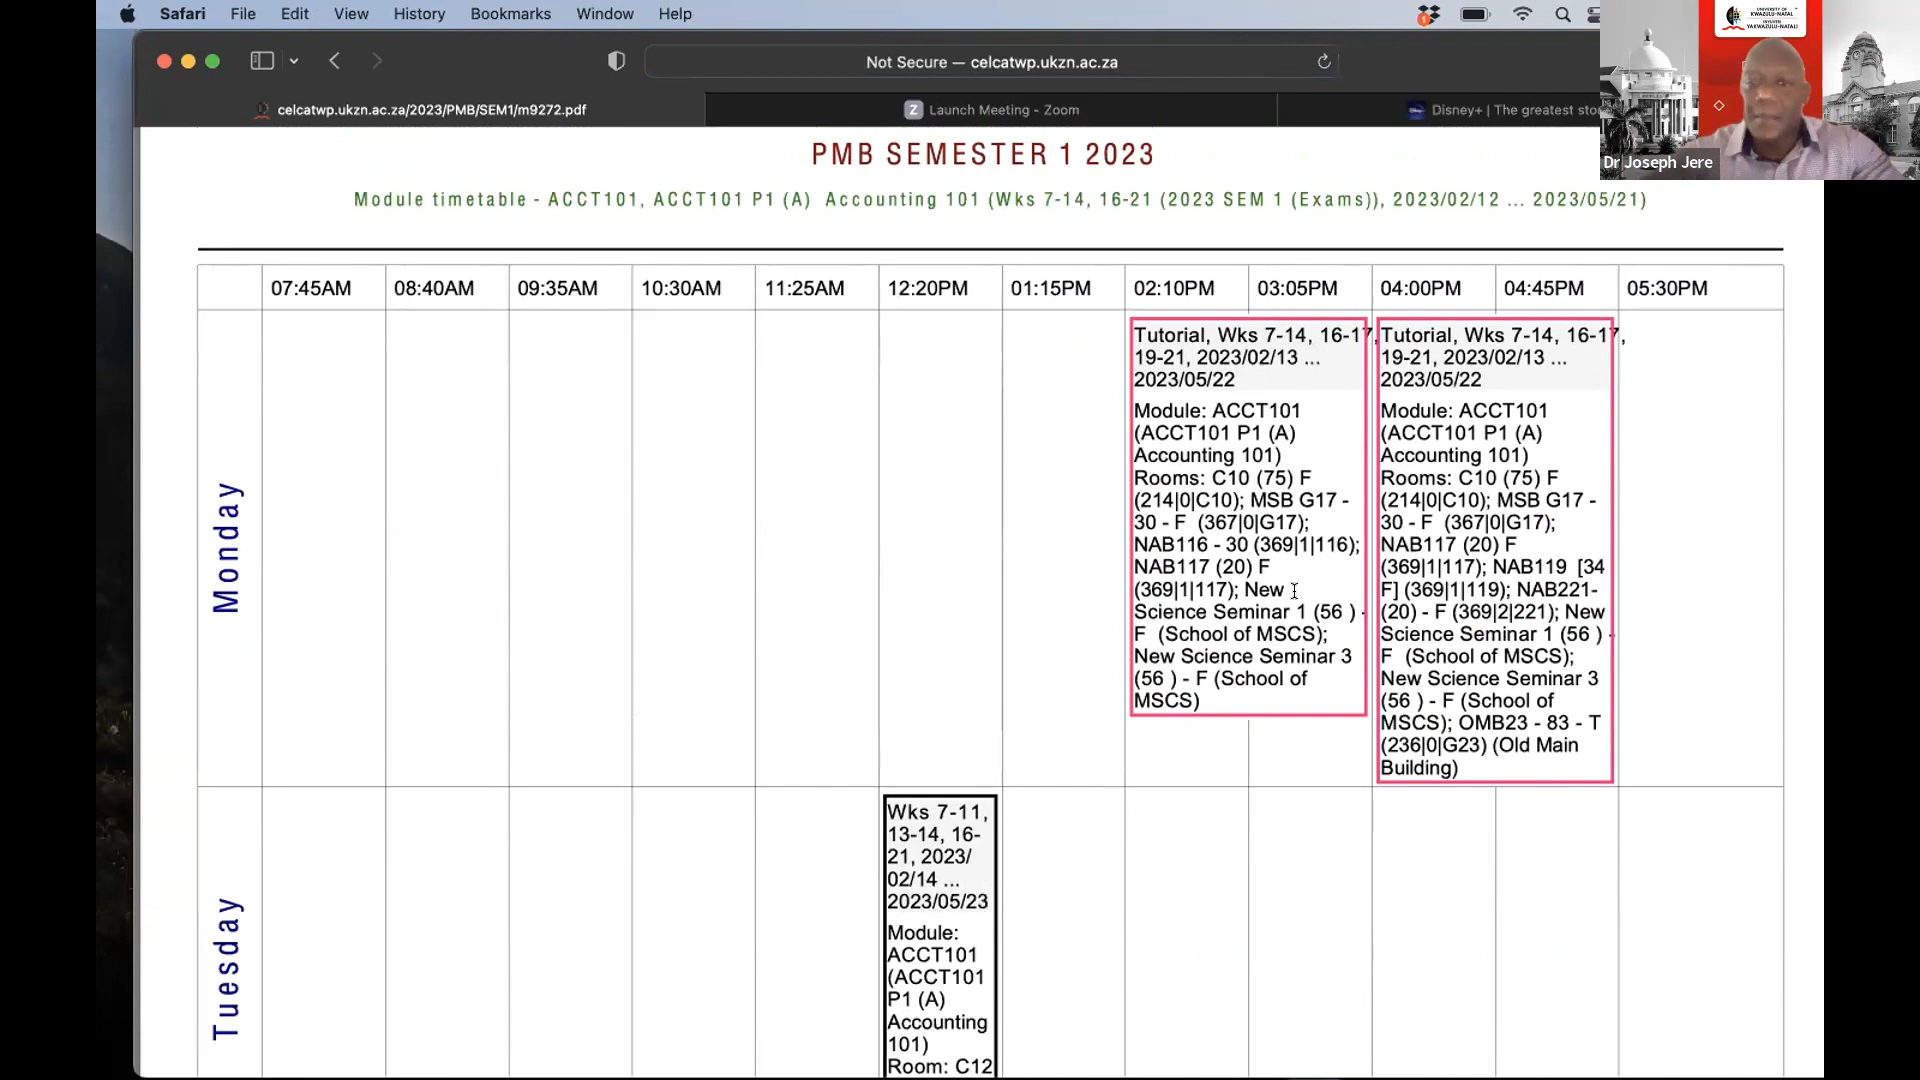 Safari File Edit View History Bookmarks Window Help
1
UNIVERSITY OF
KWAZULU-NATAL
INYUVESI
YAKWAZULU-NATALI
Not Secure — celcatwp.ukzn.ac.za
celcatwp.ukzn.ac.za/2023/PMB/SEM1/m9272.pdf
Z Launch Meeting - Zoom
Disney+ | The greatest sto
Dr Joseph Jere
PMB SEMESTER 1 2023
Module timetable - ACCT101, ACCT101 P1 (A) Accounting 101 (Wks 7-14, 16-21 (2023 SEM 1 (Exams)), 2023/02/12 ... 2023/05/21)
07:45AM 08:40AM 09:35AM 10:30AM 11:25AM 12:20PM 01:15PM 02:10PM 03:05PM 04:00PM 04:45PM 05:30PM
Monday
Tutorial, Wks 7-14, 16-17,
19-21, 2023/02/13 ...
2023/05/22
Module: ACCT101
(ACCT101 P1 (A)
Accounting 101)
Rooms: C10 (75) F
(214|0|C10); MSB G17 -
30 - F (367|0|G17);
NAB116 - 30 (369|1|116);
NAB117 (20) F
(369|1|117); New
Science Seminar 1 (56 ) -
F (School of MSCS);
New Science Seminar 3
(56 ) - F (School of
MSCS)
Tutorial, Wks 7-14, 16-17,
19-21, 2023/02/13 ...
2023/05/22
Module: ACCT101
(ACCT101 P1 (A)
Accounting 101)
Rooms: C10 (75) F
(214|0|C10); MSB G17 -
30 - F (367|0|G17);
NAB117 (20) F
(369|1|117); NAB119 [34
F] (369|1|119); NAB221-
(20) - F (369|2|221); New
Science Seminar 1 (56 ) -
F (School of MSCS);
New Science Seminar 3
(56 ) - F (School of
MSCS); OMB23 - 83 - T
(236|0|G23) (Old Main
Building)
Tuesday
Wks 7-11,
13-14, 16-
21, 2023/
02/14 ...
2023/05/23
Module:
ACCT101
(ACCT101
P1 (A)
Accounting
101)
Room: C12